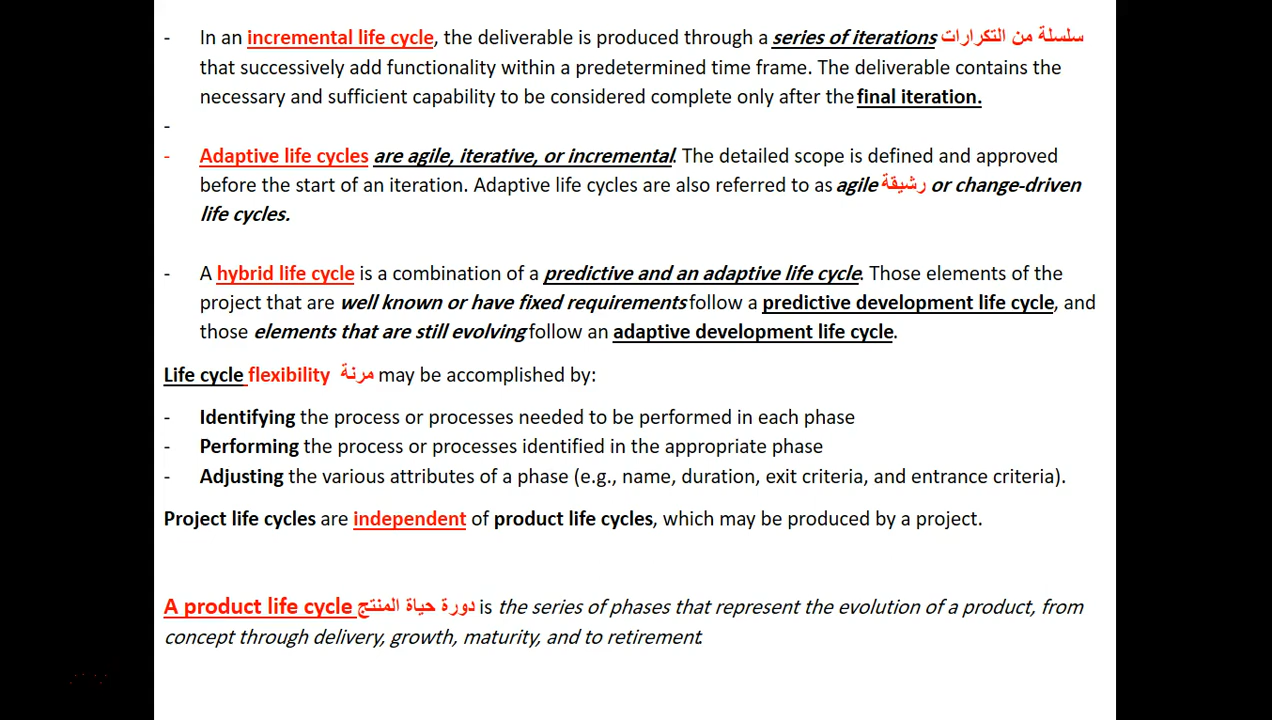 - In an incremental life cycle, the deliverable is produced through a series of iterations سلسلة من التكرارات
that successively add functionality within a predetermined time frame. The deliverable contains the
necessary and sufficient capability to be considered complete only after the final iteration.
-
- Adaptive life cycles are agile, iterative, or incremental. The detailed scope is defined and approved
before the start of an iteration. Adaptive life cycles are also referred to as agile رشيقة or change-driven
life cycles.
- A hybrid life cycle is a combination of a predictive and an adaptive life cycle. Those elements of the
project that are well known or have fixed requirements follow a predictive development life cycle, and
those elements that are still evolving follow an adaptive development life cycle.
Life cycle flexibility مرنة may be accomplished by:
- Identifying the process or processes needed to be performed in each phase
- Performing the process or processes identified in the appropriate phase
- Adjusting the various attributes of a phase (e.g., name, duration, exit criteria, and entrance criteria).
Project life cycles are independent of product life cycles, which may be produced by a project.
A product life cycle دورة حياة المنتج is the series of phases that represent the evolution of a product, from
concept through delivery, growth, maturity, and to retirement.